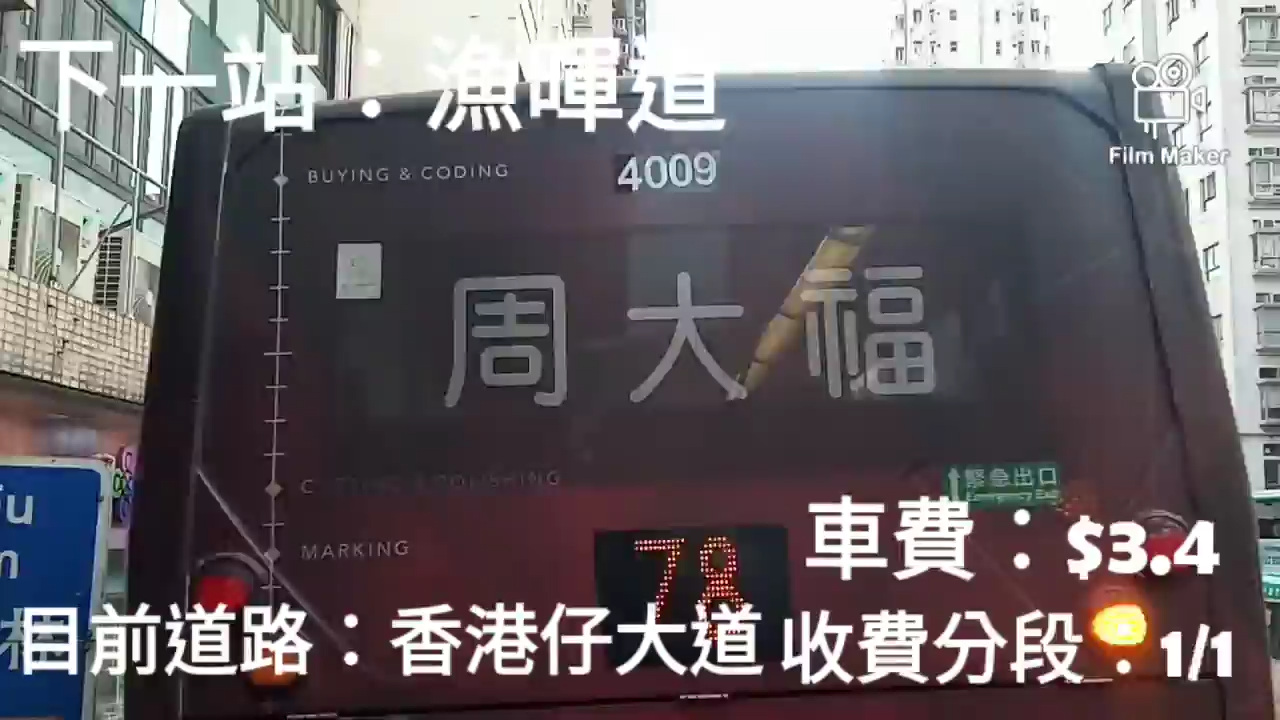 下一站：漁暉道
Film Maker
BUYING & CODING
4009
周大福
緊急出口
Emergency Exit
POLISHING
MARKING
車費：$3.4
78
目前道路：香港仔大道
收費分段：1/1